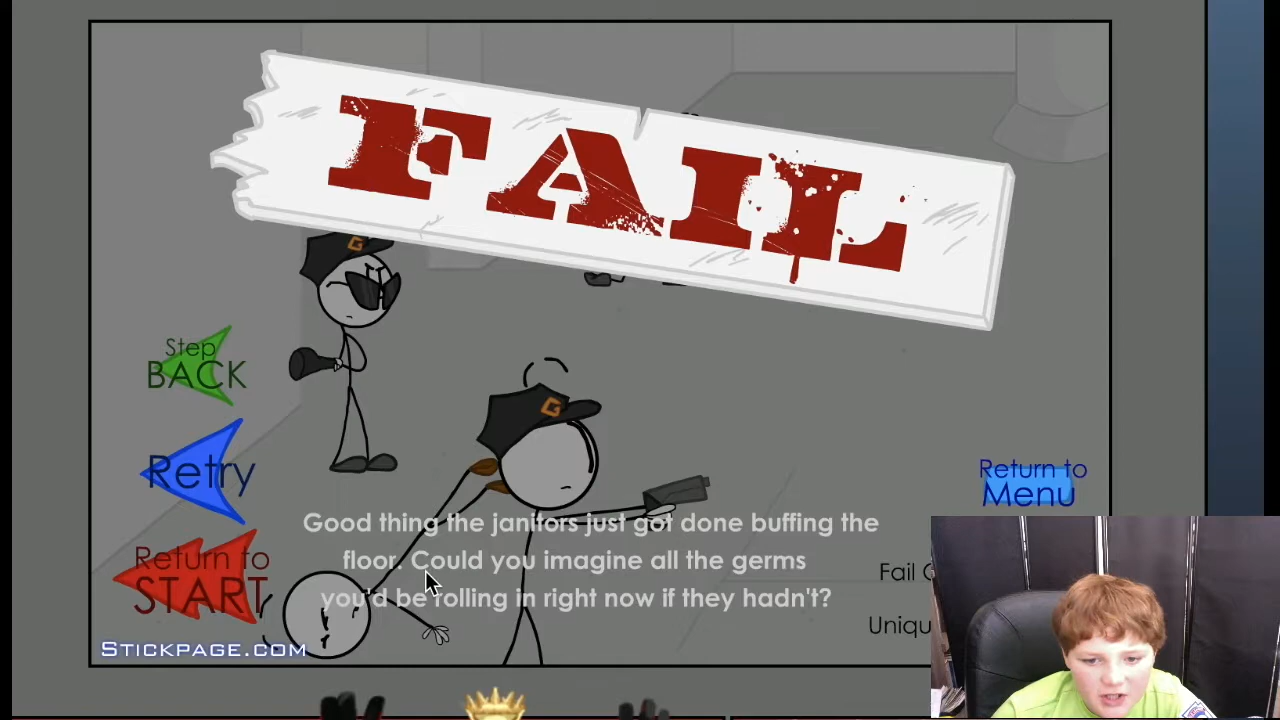 FAIL
G
Step
BACK
G
Retry
Return to
Menu
Good thing the janitors just got done buffing the
floor. Could you imagine all the germs
you'd be rolling in right now if they hadn't?
Return to
START
Fail
STICKPAGE.COM